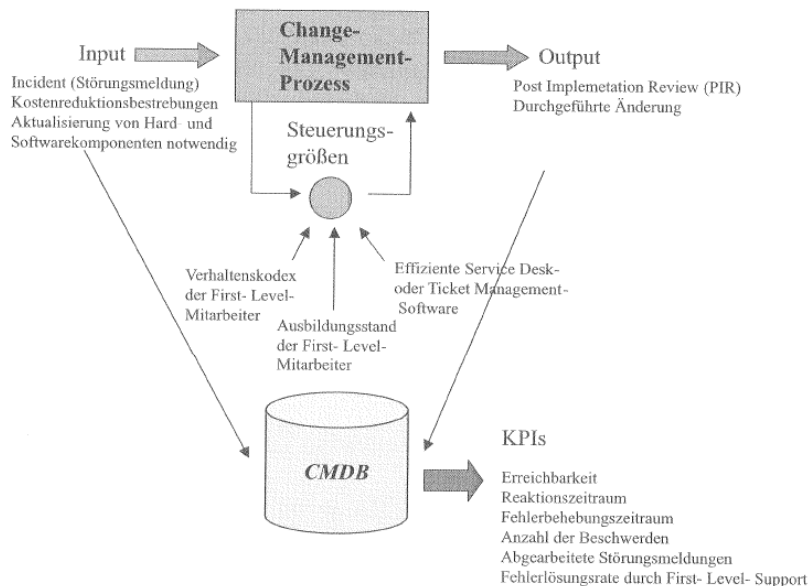 Input
Change-
Management-
Prozess
Output
Incident (Störungsmeldung)
Kostenreduktionsbestrebungen
Aktualisierung von Hard- und
Softwarekomponenten notwendig
Post Implemetation Review (PIR)
Durchgeführte Änderung
Steuerungs-
größen
Verhaltenskodex
der First- Level-
Mitarbeiter
Ausbildungsstand
der First- Level-
Mitarbeiter
Effiziente Service Desk-
oder Ticket Management-
Software
CMDB
KPIs
Erreichbarkeit
Reaktionszeitraum
Fehlerbehebungszeitraum
Anzahl der Beschwerden
Abgearbeitete Störungsmeldungen
Fehlerlösungsrate durch First- Level- Support